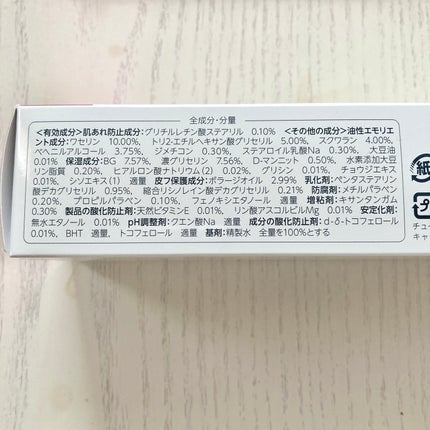 全成分・分量
<有効成分>肌あれ防止成分:グリチルレチン酸ステアリル 0.10% <その他の成分>油性エモリエ
ント成分:ワセリン 10.00%、トリ2-エチルヘキサン酸グリセリル 5.00%、スクワラン 4.00%、
ベヘニルアルコール 3.75%、ジメチコン 0.30%、ステアロイル乳酸Na 0.30%、大豆油
0.01% 保湿成分:BG 7.57%、濃グリセリン 7.56%、D-マンニット 0.50%、水素添加大豆
リン脂質 0.20%、ヒアルロン酸ナトリウム(2) 0.02%、グリシン 0.01%、チョウジエキス
0.01%、シソエキス(1) 適量 皮フ保護成分:ボラージオイル 2.99% 乳化剤:ペンタステアリン
酸デカグリセリル 0.95%、縮合リシノレイン酸デカグリセリル 0.21% 防腐剤:メチルパラベン
0.20%、プロピルパラベン 0.10%、フェノキシエタノール 適量 増粘剤:キサンタンガム
0.30% 製品の酸化防止剤:天然ビタミンE 0.01%、リン酸アスコルビルMg 0.01% 安定化剤:
無水エタノール 0.20% pH調整剤:クエン酸Na 適量 成分の酸化防止剤:d-δ-トコフェロール
0.01%、BHT 適量、トコフェロール 適量 基剤:精製水 全量を100%とする
紙
プ
チュー
キャ